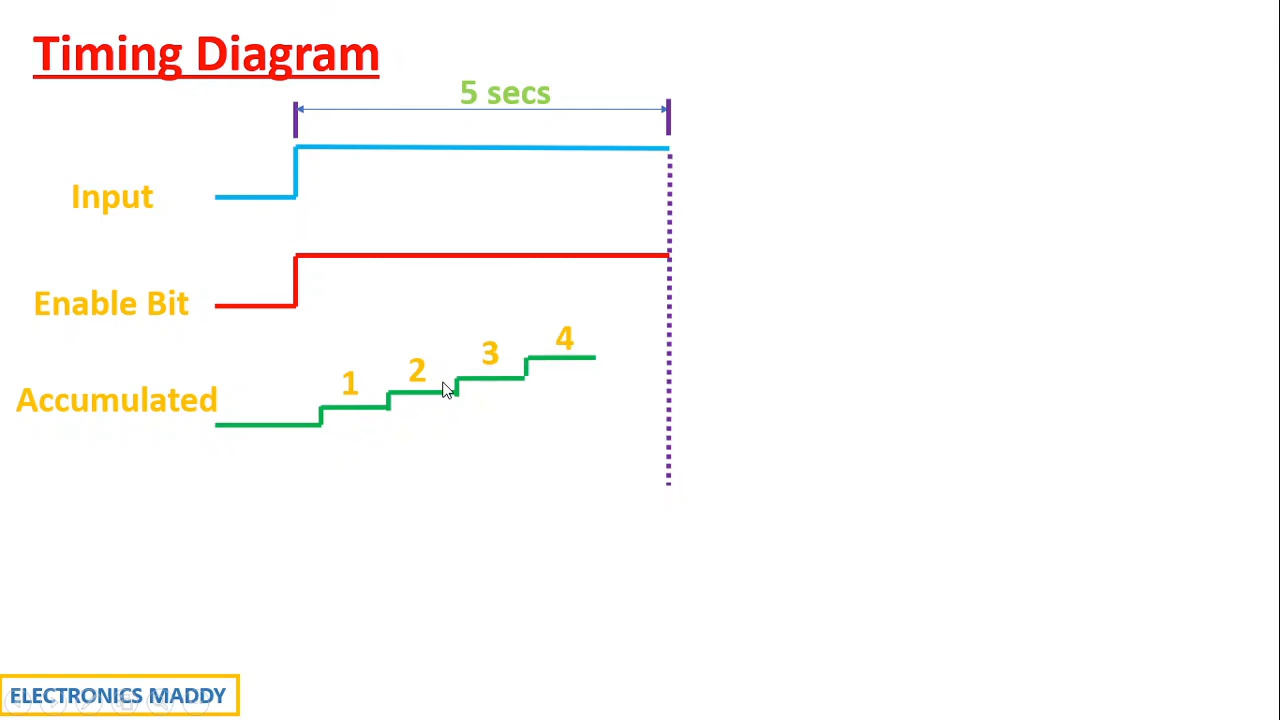 Timing Diagram
5 secs
Input
Enable Bit
Accumulated
1
2
3
4
ELECTRONICS MADDY